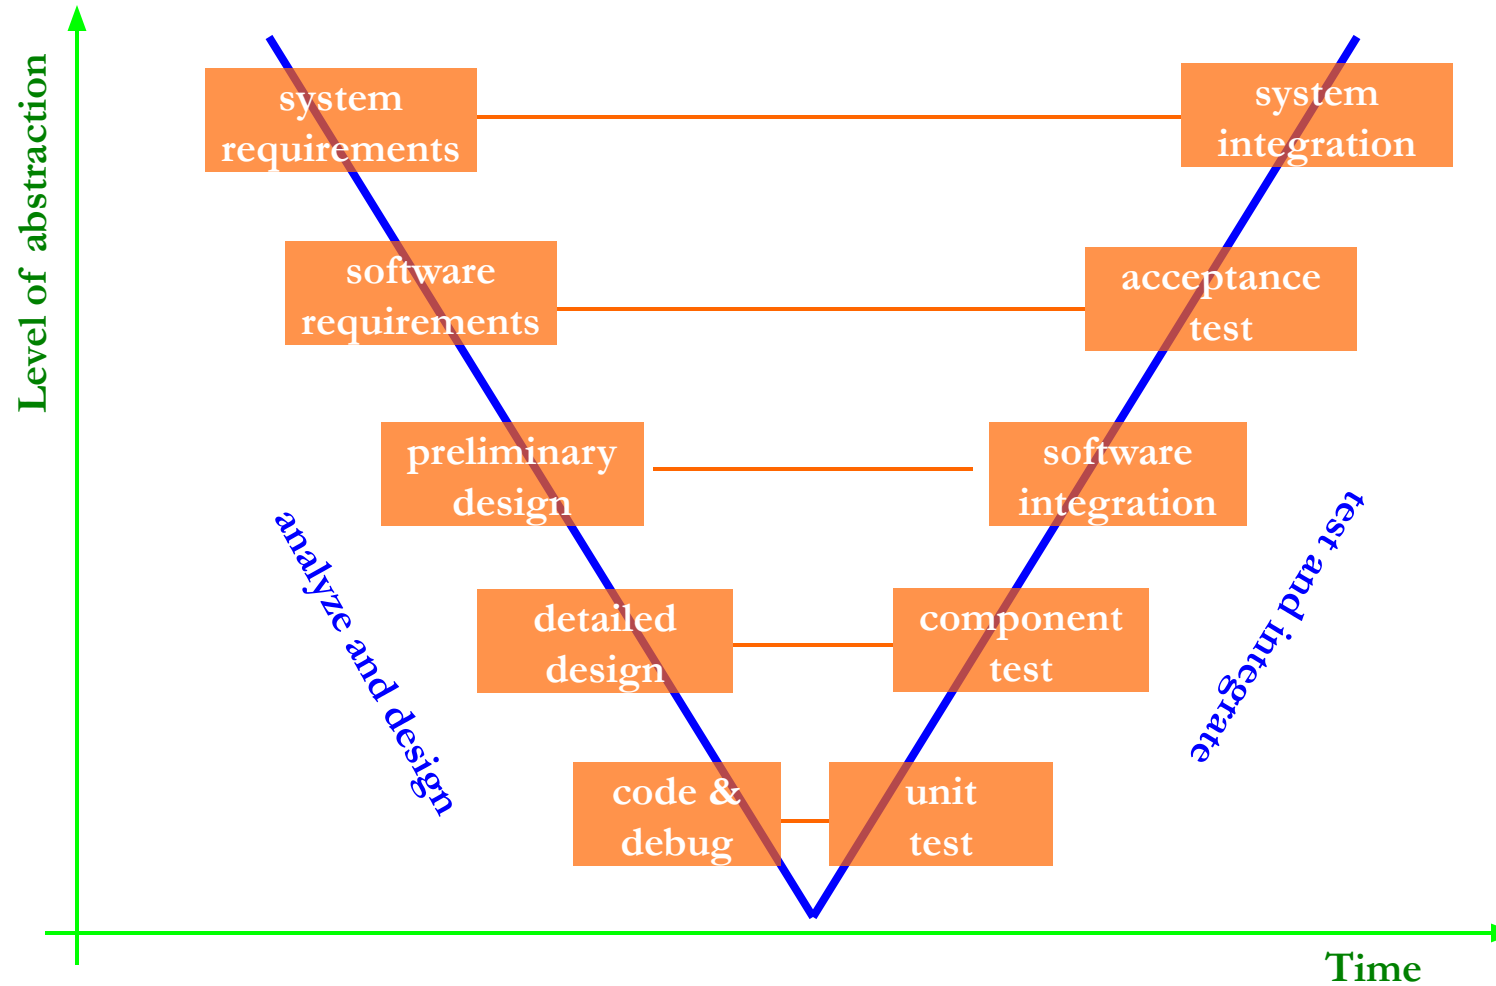 Level of abstraction
system
requirements
system
integration
software
requirements
acceptance
test
preliminary
design
software
integration
analyze and design
test and integrate
detailed
design
component
test
code &
debug
unit
test
Time